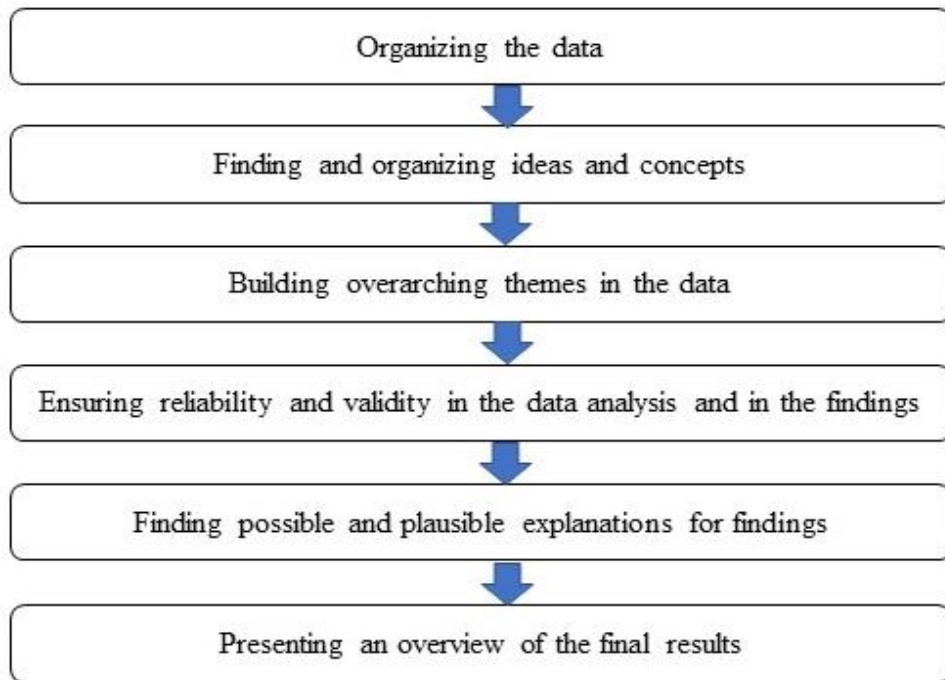 Organizing the data
Finding and organizing ideas and concepts
Building overarching themes in the data
Ensuring reliability and validity in the data analysis and in the findings
Finding possible and plausible explanations for findings
Presenting an overview of the final results